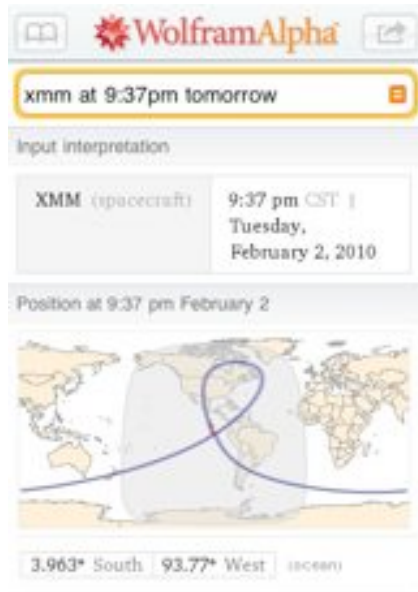 WolframAlpha
xmm at 9:37pm tomorrow
Input interpretation
XMM (spacecraft)
9:37 pm CST |
Tuesday,
February 2, 2010
Position at 9:37 pm February 2
3.963° South 93.77° West (ocean)